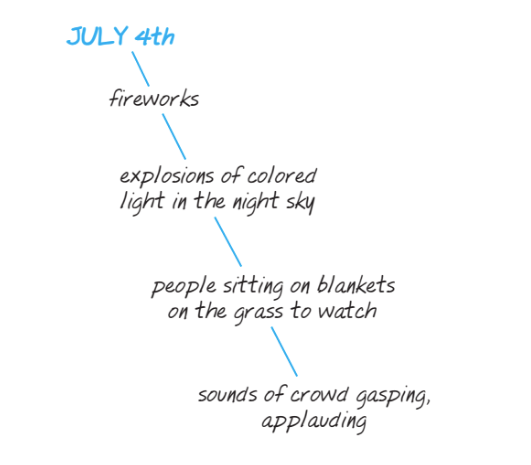 JULY 4th
fireworks
explosions of colored
light in the night sky
people sitting on blankets
on the grass to watch
sounds of crowd gasping,
applauding